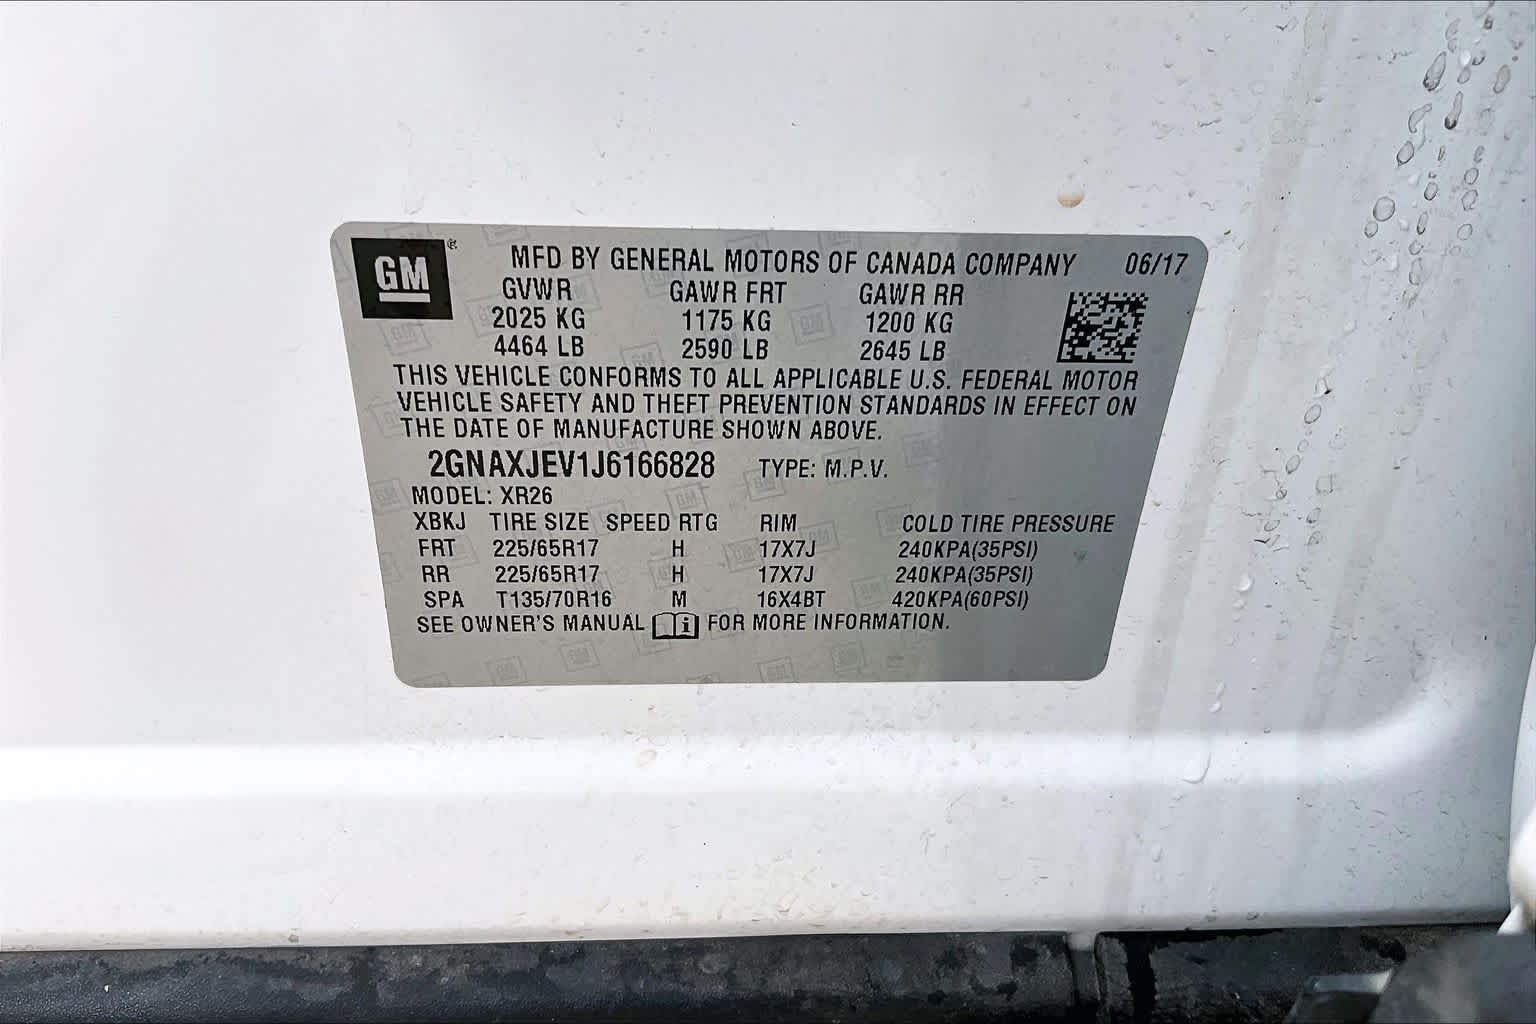 GM ®
MFD BY GENERAL MOTORS OF CANADA COMPANY 06/17
GVWR GAWR FRT GAWR RR
2025 KG 1175 KG 1200 KG
4464 LB 2590 LB 2645 LB
THIS VEHICLE CONFORMS TO ALL APPLICABLE U.S. FEDERAL MOTOR
VEHICLE SAFETY AND THEFT PREVENTION STANDARDS IN EFFECT ON
THE DATE OF MANUFACTURE SHOWN ABOVE.
2GNAXJEV1J6166828 TYPE: M.P.V.
MODEL: XR26
XBKJ TIRE SIZE SPEED RTG RIM COLD TIRE PRESSURE
FRT 225/65R17 H 17X7J 240KPA(35PSI)
RR 225/65R17 H 17X7J 240KPA(35PSI)
SPA T135/70R16 M 16X4BT 420KPA(60PSI)
SEE OWNER'S MANUAL i FOR MORE INFORMATION.